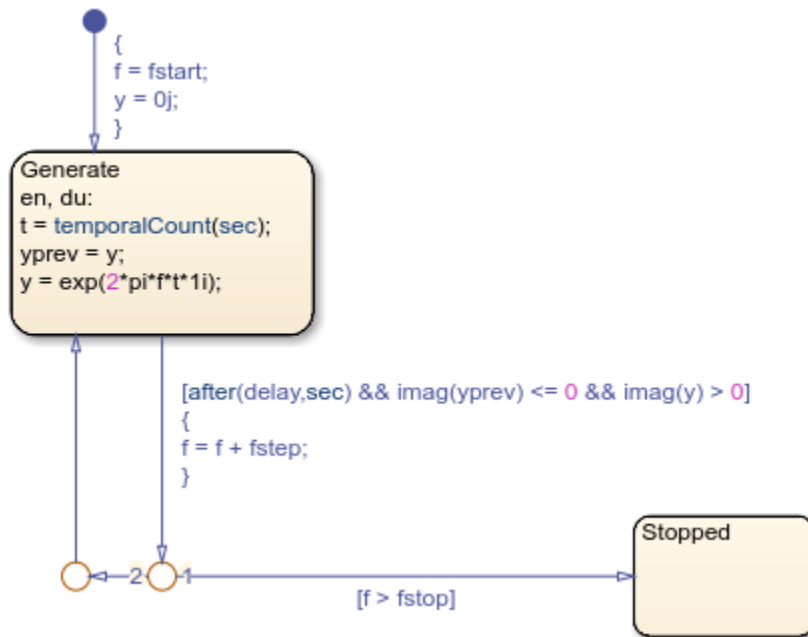 {
f = fstart;
y = 0j;
}
Generate
en, du:
t = temporalCount(sec);
yprev = y;
y = exp(2*pi*f*t*1i);
[after(delay,sec) && imag(yprev) <= 0 && imag(y) > 0]
{
f = f + fstep;
}
Stopped
2
1
[f > fstop]